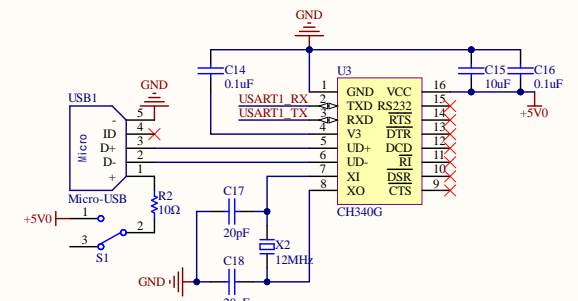 GND
C14
0.1uF
U3
C15
10uF
C16
0.1uF
+5V0
1 GND VCC 16
USART1_RX 2 TXD RS232 15
USART1_TX 3 RXD RTS 14
4 V3 DTR 13
5 UD+ DCD 12
6 UD- RI 11
7 XI DSR 10
8 XO CTS 9
CH340G
GND
USB1
- 5
ID 4
D+ 3
D- 2
+ 1
Micro
Micro-USB
R2
10Ω
+5V0 1
2
3
S1
C17
20pF
X2
12MHz
GND
C18